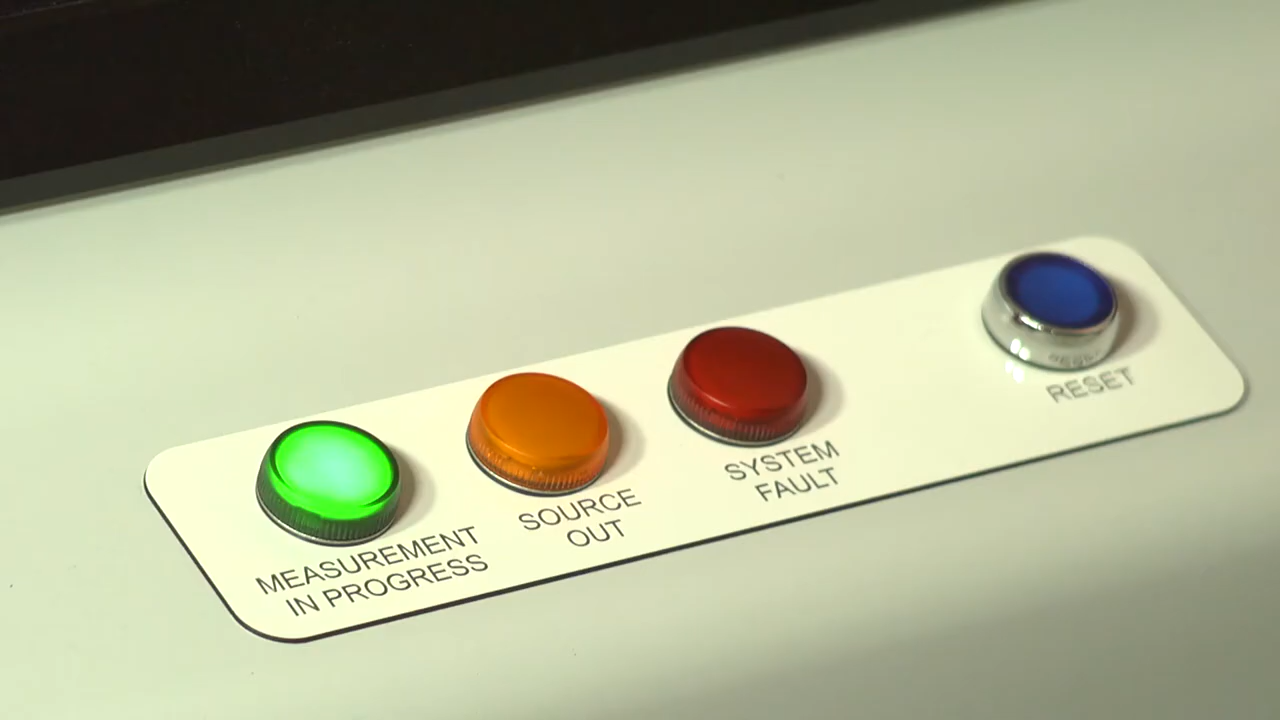 MEASUREMENT
IN PROGRESS
SOURCE
OUT
SYSTEM
FAULT
RESET